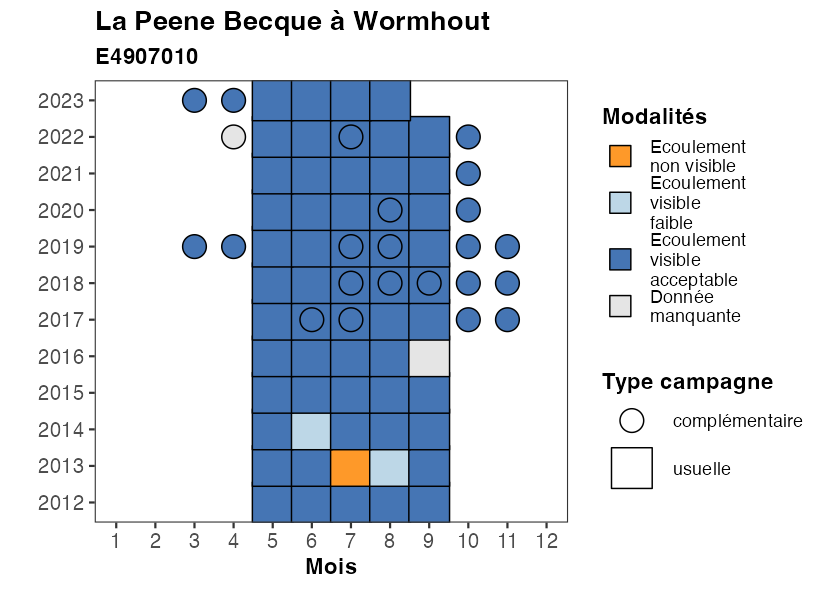 La Peene Becque à Wormhout
E4907010
2023
2022
2021
2020
2019
2018
2017
2016
2015
2014
2013
2012
1 2 3 4 5 6 7 8 9 10 11 12
Mois
Modalités
Ecoulement
non visible
Ecoulement
visible
faible
Ecoulement
visible
acceptable
Donnée
manquante
Type campagne
complémentaire
usuelle